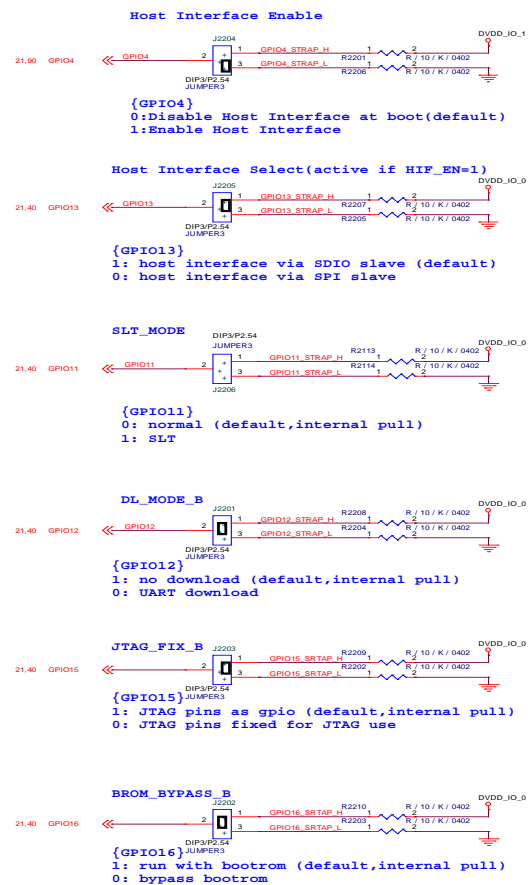 Host Interface Enable
J2204
DVDD_IO_1
21,90 GPIO4 GPIO4 2 1 GPIO4_STRAP_H 1 2
R2201 R / 10 / K / 0402
3 GPIO4_STRAP_L 1 2
R2206 R / 10 / K / 0402
DIP3/P2.54
JUMPER3
{GPIO4}
0:Disable Host Interface at boot(default)
1:Enable Host Interface
Host Interface Select(active if HIF_EN=1)
J2205
DVDD_IO_0
21,40 GPIO13 GPIO13 2 1 GPIO13_STRAP_H 1 2
R2207 R / 10 / K / 0402
3 GPIO13_STRAP_L 1 2
R2205 R / 10 / K / 0402
DIP3/P2.54
JUMPER3
{GPIO13}
1: host interface via SDIO slave (default)
0: host interface via SPI slave
SLT_MODE
DIP3/P2.54
JUMPER3
DVDD_IO_0
R2113 R / 10 / K / 0402
21,40 GPIO11 GPIO11 2 1 GPIO11_STRAP_H 1 2
R2114 R / 10 / K / 0402
3 GPIO11_STRAP_L 1 2
J2206
{GPIO11}
0: normal (default,internal pull)
1: SLT
DL_MODE_B
J2201
DVDD_IO_0
R2208 R / 10 / K / 0402
21,40 GPIO12 GPIO12 2 1 GPIO12_STRAP_H 1 2
R2204 R / 10 / K / 0402
3 GPIO12_STRAP_L 1 2
DIP3/P2.54
JUMPER3
{GPIO12}
1: no download (default,internal pull)
0: UART download
JTAG_FIX_B
J2203
DVDD_IO_0
R2209 R / 10 / K / 0402
21,40 GPIO15 2 1 GPIO15_SRTAP_H 1 2
R2202 R / 10 / K / 0402
3 GPIO15_SRTAP_L 1 2
DIP3/P2.54
JUMPER3
{GPIO15}
1: JTAG pins as gpio (default,internal pull)
0: JTAG pins fixed for JTAG use
BROM_BYPASS_B
J2202
DVDD_IO_0
R2210 R / 10 / K / 0402
21,40 GPIO16 2 1 GPIO16_SRTAP_H 1 2
R2203 R / 10 / K / 0402
3 GPIO16_SRTAP_L 1 2
DIP3/P2.54
JUMPER3
{GPIO16}
1: run with bootrom (default,internal pull)
0: bypass bootrom